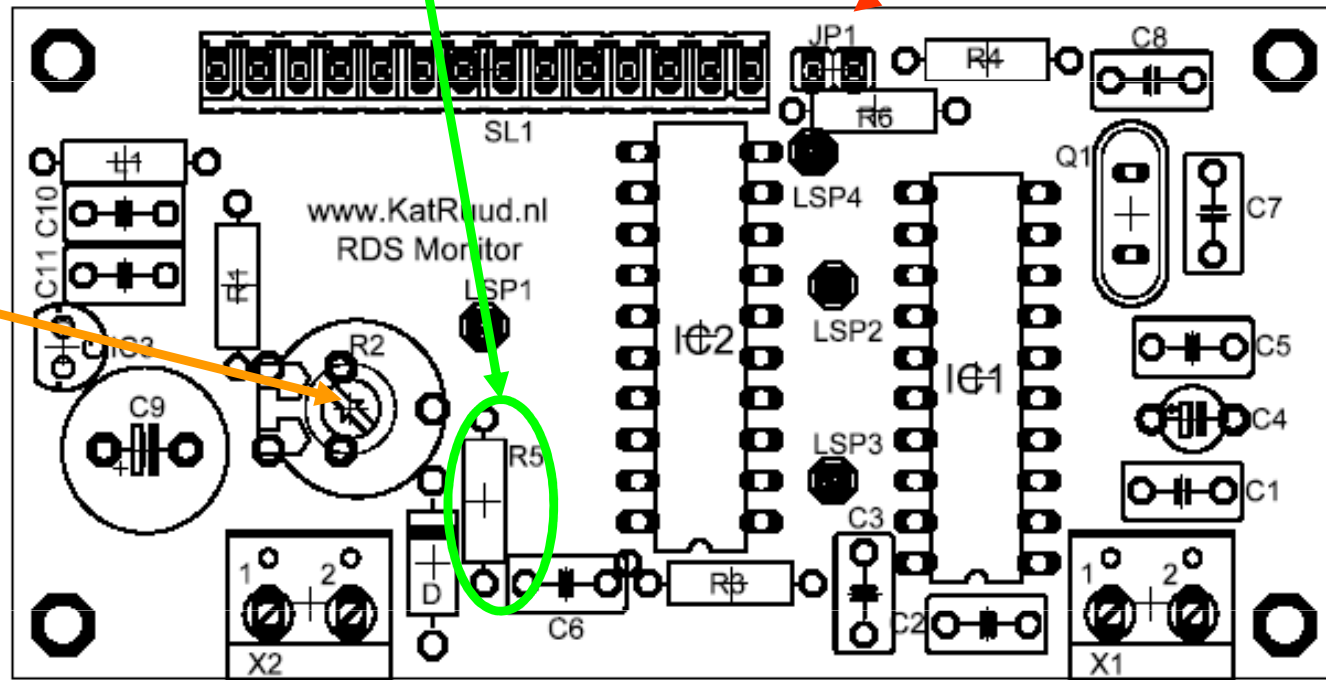 JP1
R4
C8
R6
SL1
Q1
L1
C10
LSP4
C7
www.KatRuud.nl
RDS Monitor
C11
R1
LSP1
LSP2
IC2
IC3
R2
C5
IC1
C9
C4
LSP3
R5
C1
C3
1
2
D
R3
1
2
C6
C2
X2
X1